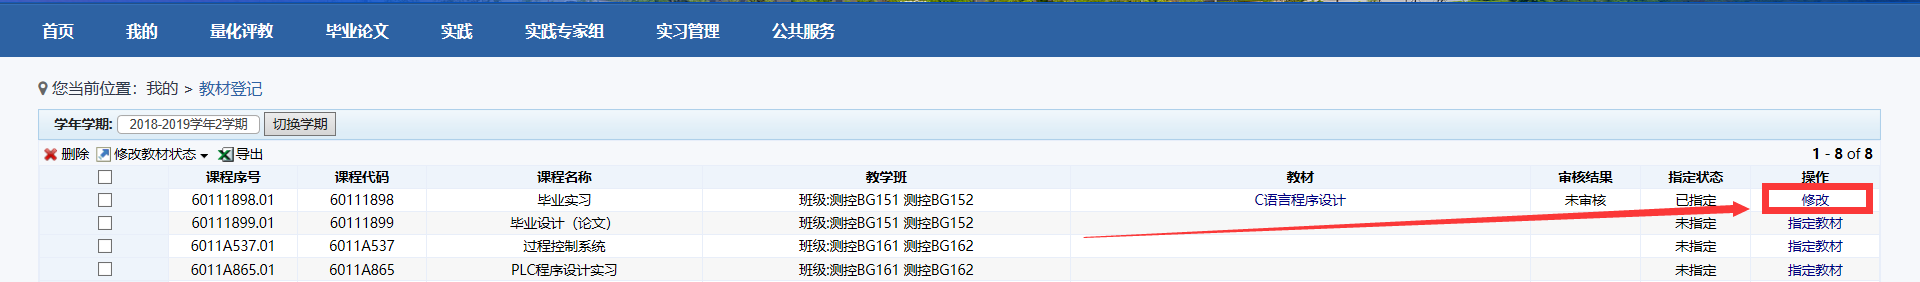 首页 我的 量化评教 毕业论文 实践 实践专家组 实习管理 公共服务
您当前位置：我的 > 教材登记
学年学期: 2018-2019学年2学期 切换学期
删除 修改教材状态 导出 1 - 8 of 8
课程序号 课程代码 课程名称 教学班 教材 审核结果 指定状态 操作
60111898.01 60111898 毕业实习 班级:测控BG151 测控BG152 C语言程序设计 未审核 已指定 修改
60111899.01 60111899 毕业设计（论文） 班级:测控BG151 测控BG152 未指定 指定教材
6011A537.01 6011A537 过程控制系统 班级:测控BG161 测控BG162 未指定 指定教材
6011A865.01 6011A865 PLC程序设计实习 班级:测控BG161 测控BG162 未指定 指定教材